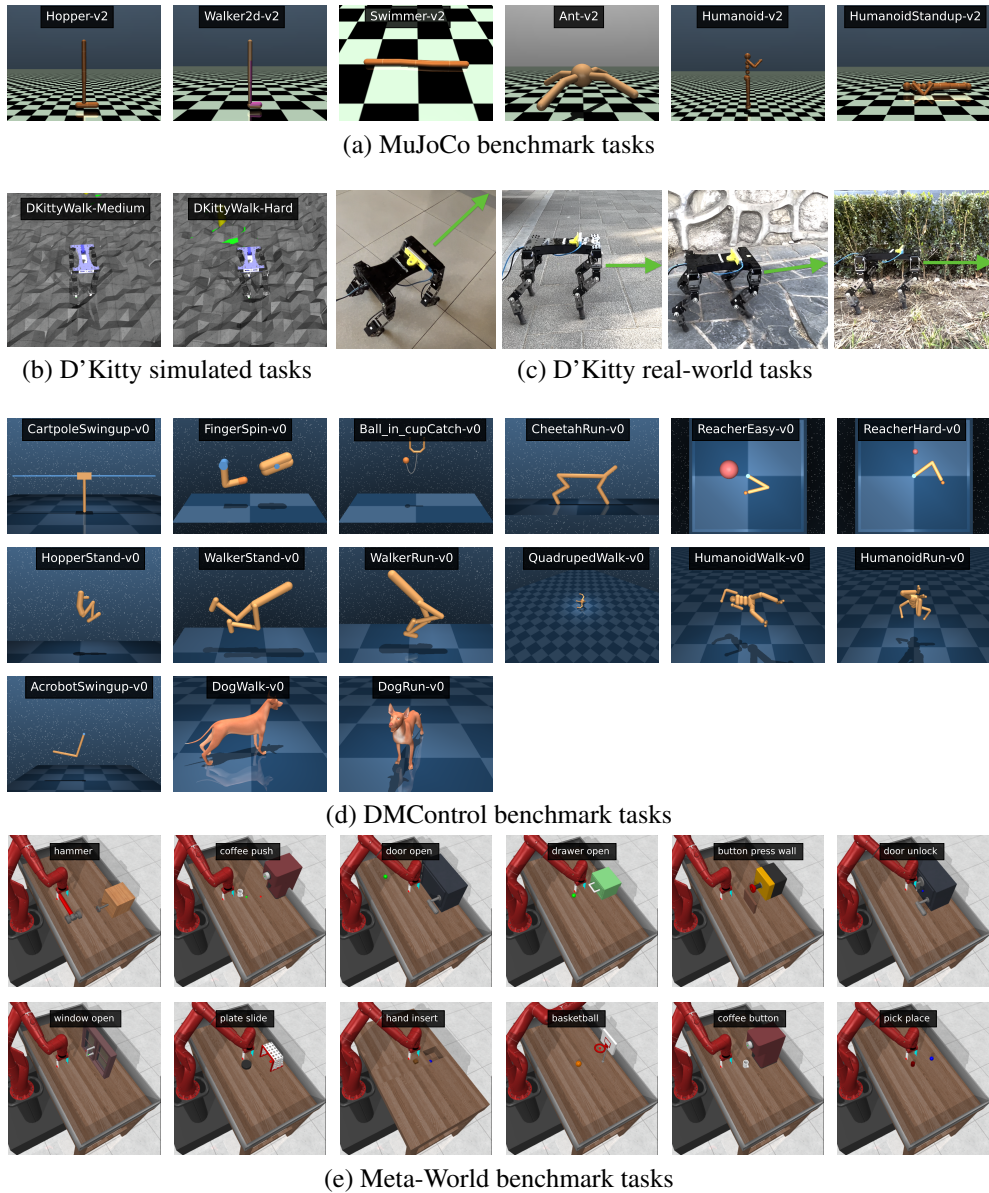 Hopper-v2
Walker2d-v2
Swimmer-v2
Ant-v2
Humanoid-v2
HumanoidStandup-v2
(a) MuJoCo benchmark tasks
DKittyWalk-Medium
DKittyWalk-Hard
(b) D'Kitty simulated tasks
(c) D'Kitty real-world tasks
CartpoleSwingup-v0
FingerSpin-v0
Ball_in_cupCatch-v0
CheetahRun-v0
ReacherEasy-v0
ReacherHard-v0
HopperStand-v0
WalkerStand-v0
WalkerRun-v0
QuadrupedWalk-v0
HumanoidWalk-v0
HumanoidRun-v0
AcrobotSwingup-v0
DogWalk-v0
DogRun-v0
(d) DMControl benchmark tasks
hammer
coffee push
door open
drawer open
button press wall
door unlock
window open
plate slide
hand insert
basketball
coffee button
pick place
(e) Meta-World benchmark tasks